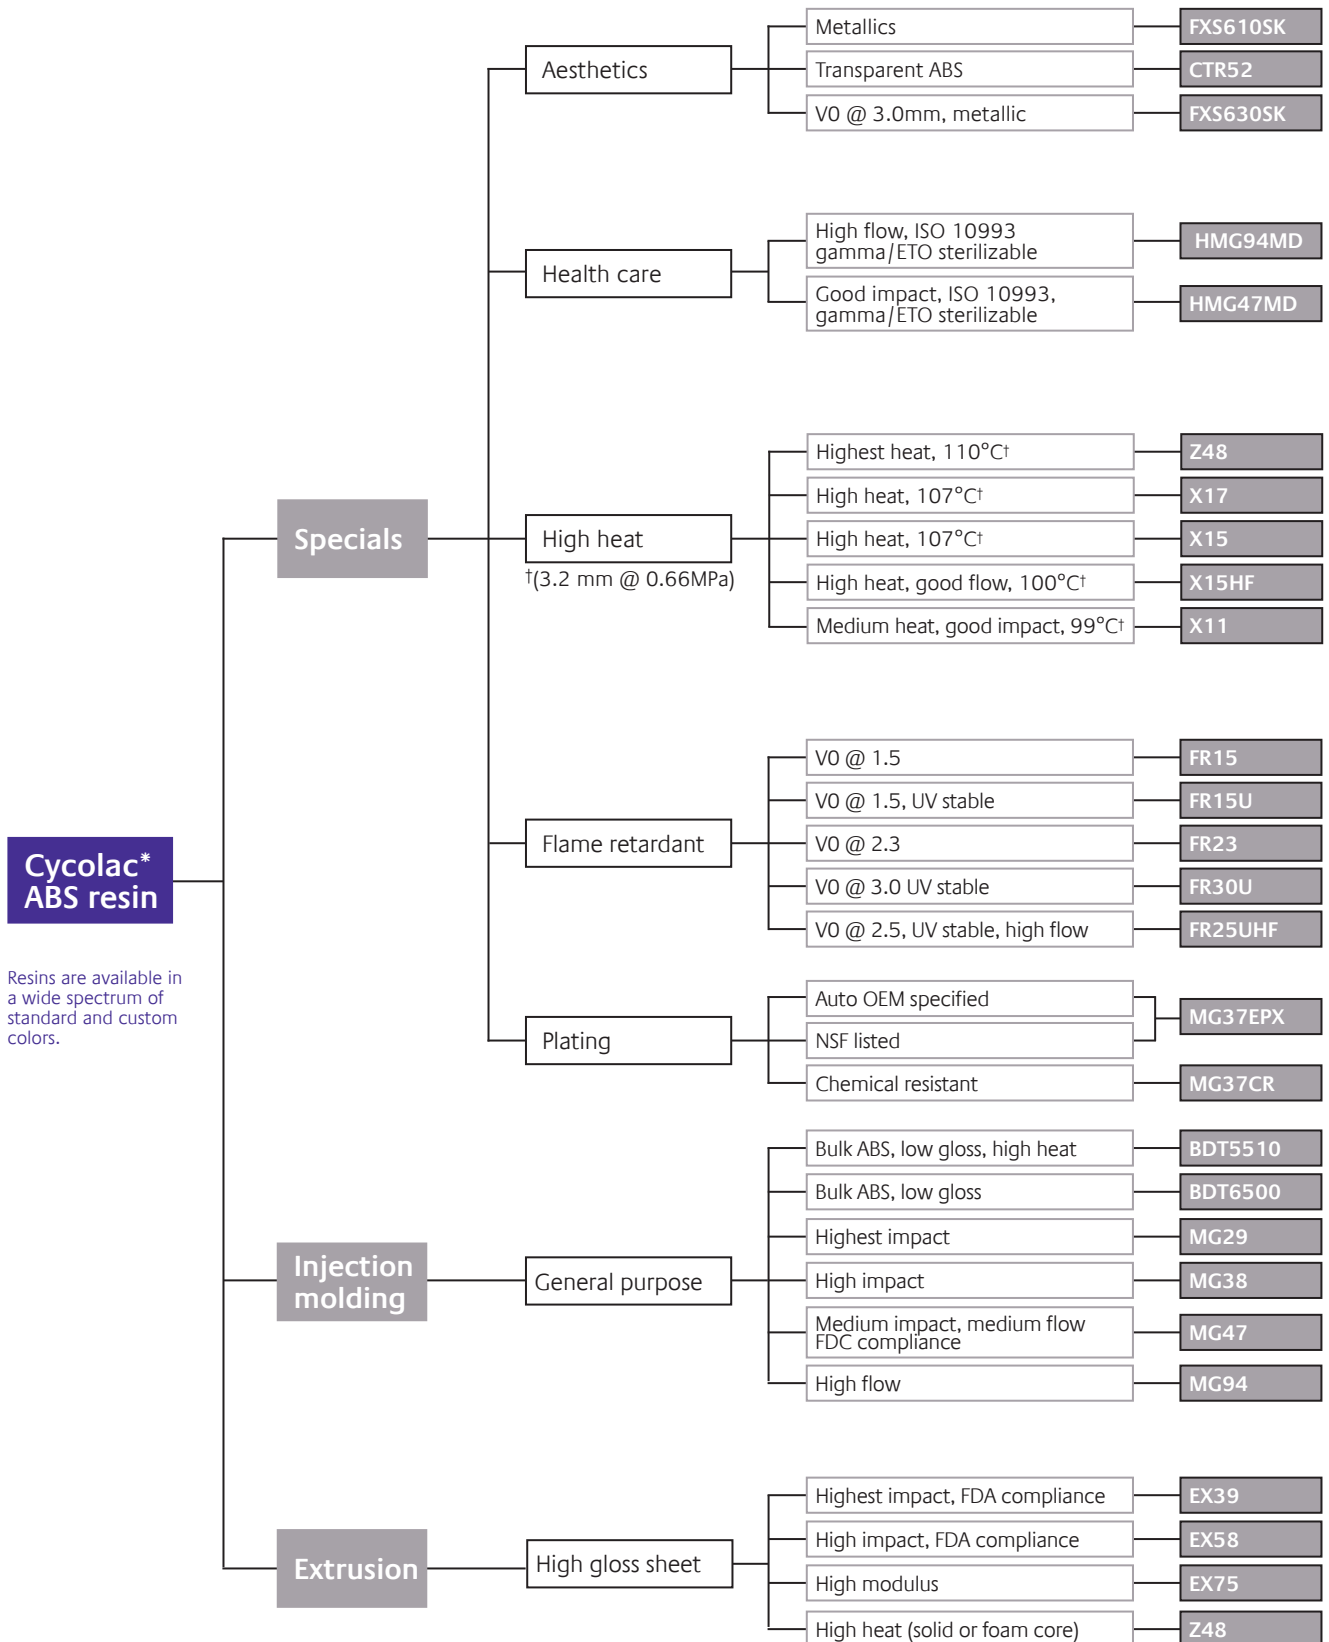 Cycolac*
ABS resin
Resins are available in
a wide spectrum of
standard and custom
colors.
Specials
Aesthetics
Metallics
FXS610SK
Transparent ABS
CTR52
V0 @ 3.0mm, metallic
FXS630SK
Health care
High flow, ISO 10993
gamma/ETO sterilizable
HMG94MD
Good impact, ISO 10993,
gamma/ETO sterilizable
HMG47MD
High heat
†(3.2 mm @ 0.66MPa)
Highest heat, 110°C†
Z48
High heat, 107°C†
X17
High heat, 107°C†
X15
High heat, good flow, 100°C†
X15HF
Medium heat, good impact, 99°C†
X11
Flame retardant
V0 @ 1.5
FR15
V0 @ 1.5, UV stable
FR15U
V0 @ 2.3
FR23
V0 @ 3.0 UV stable
FR30U
V0 @ 2.5, UV stable, high flow
FR25UHF
Plating
Auto OEM specified
NSF listed
MG37EPX
Chemical resistant
MG37CR
Injection
molding
General purpose
Bulk ABS, low gloss, high heat
BDT5510
Bulk ABS, low gloss
BDT6500
Highest impact
MG29
High impact
MG38
Medium impact, medium flow
FDC compliance
MG47
High flow
MG94
Extrusion
High gloss sheet
Highest impact, FDA compliance
EX39
High impact, FDA compliance
EX58
High modulus
EX75
High heat (solid or foam core)
Z48